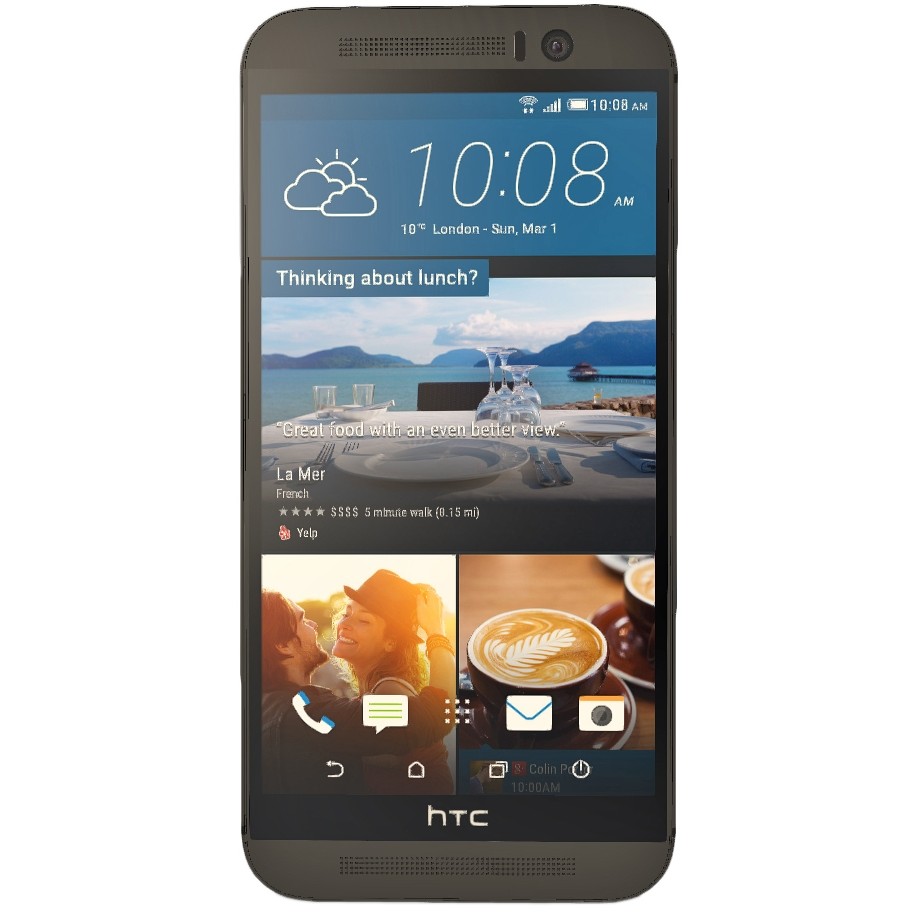 10:08 AM
10:08 AM
10°C London - Sun, Mar 1
Thinking about lunch?
"Great food with an even better view."
La Mer
French
$$$$ 5 minute walk (0.15 mi)
Yelp
Colin
10:00AM
hTC